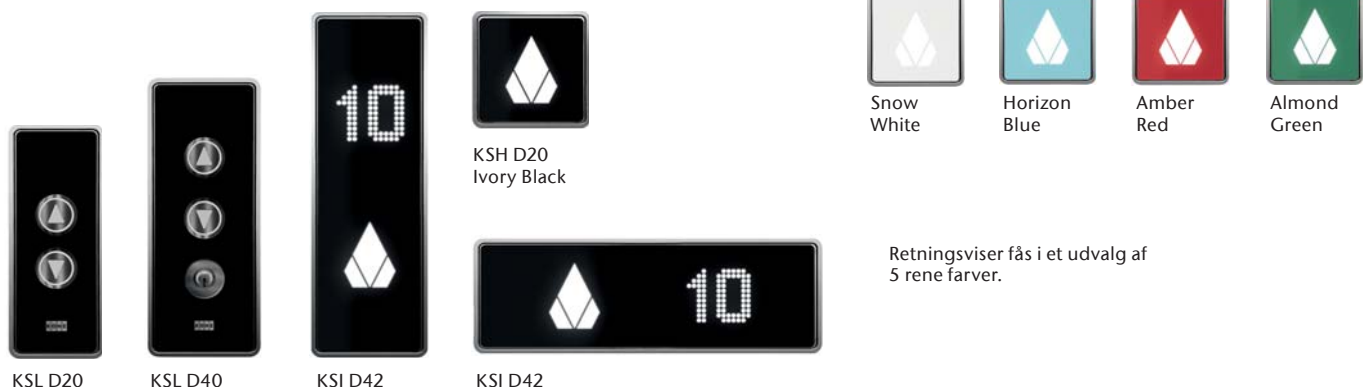 10
KSH D20
Ivory Black
Snow
White
Horizon
Blue
Amber
Red
Almond
Green
10
Retningsviser fås i et udvalg af
5 rene farver.
KSL D20
KSL D40
KSI D42
KSI D42